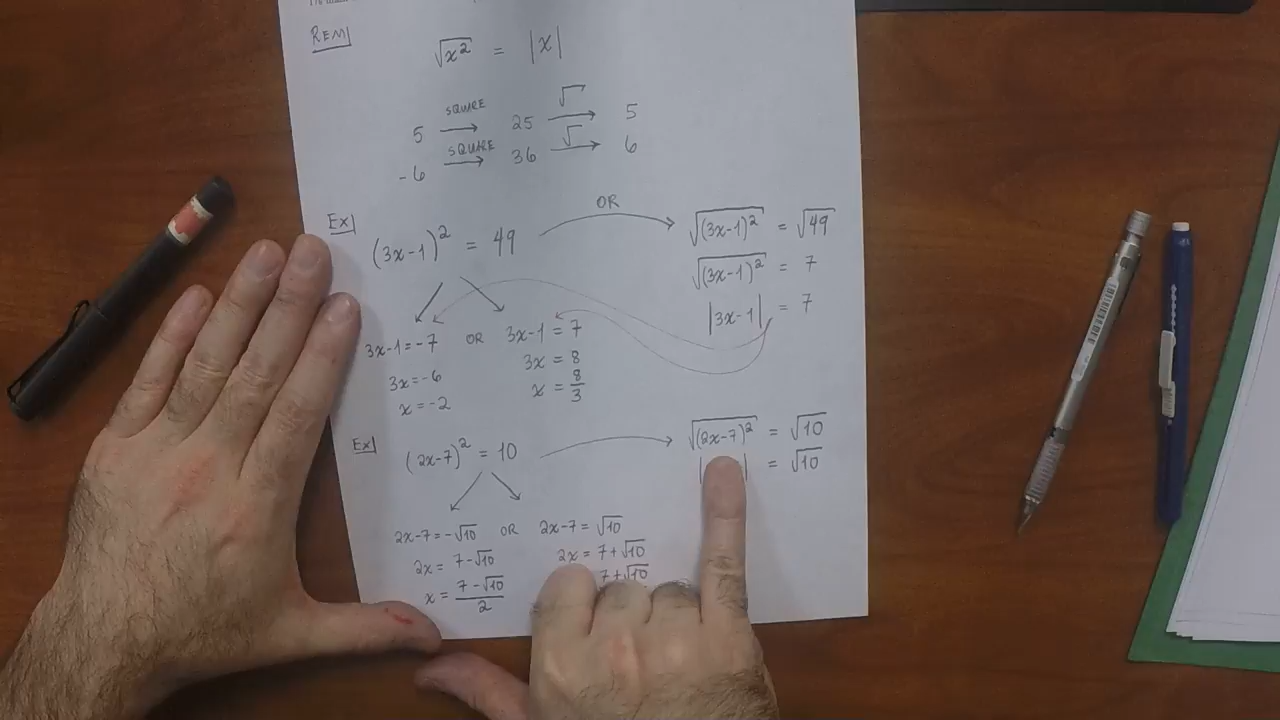 REM
√x² = |x|
5 SQUARE → 25 √ → 5
-6 SQUARE → 36 √ → 6
Ex
(3x-1)² = 49
OR
√(3x-1)² = √49
√(3x-1)² = 7
|3x-1| = 7
3x-1=-7 OR 3x-1 = 7
3x = -6
3x = 8
x = -2
x = 8/3
Ex
(2x-7)² = 10
√(2x-7)² = √10
| | = √10
2x-7=-√10 OR 2x-7 = √10
2x = 7-√10
2x = 7+√10
x = (7-√10)/2
7+√10